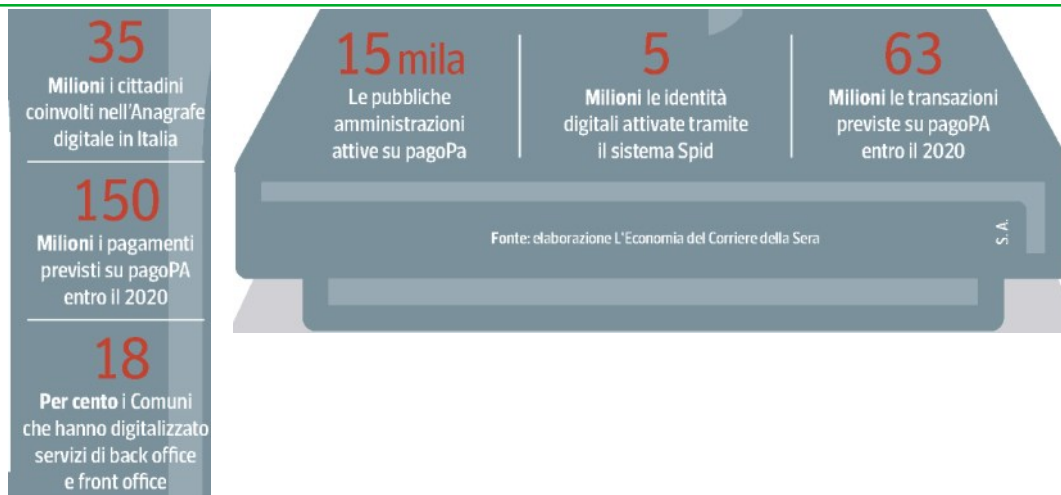 35
Milioni i cittadini
coinvolti nell'Anagrafe
digitale in Italia
150
Milioni i pagamenti
previsti su pagoPA
entro il 2020
18
Per cento i Comuni
che hanno digitalizzato
servizi di back office
e front office
15 mila
Le pubbliche
amministrazioni
attive su pagoPa
5
Milioni le identità
digitali attivate tramite
il sistema Spid
63
Milioni le transazioni
previste su pagoPA
entro il 2020
Fonte: elaborazione L'Economia del Corriere della Sera
S. A.